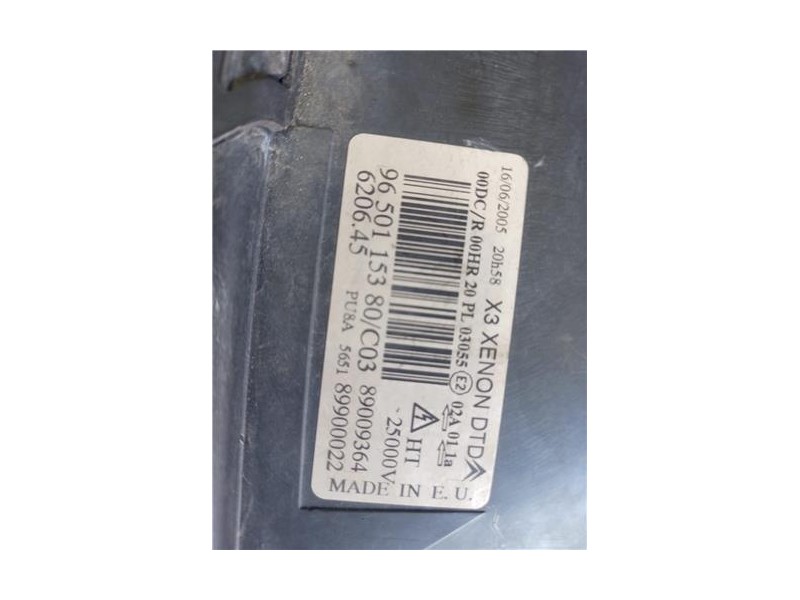 16/06/2005 20h58 X3 XENON DTD
00DC/R 00HR 20 PL 03055 E2 02A 01 1a
HT
25000V
96 501 153 80/C03 89009364
6206.45 PU8A 5651 89900022
MADE IN E. U.